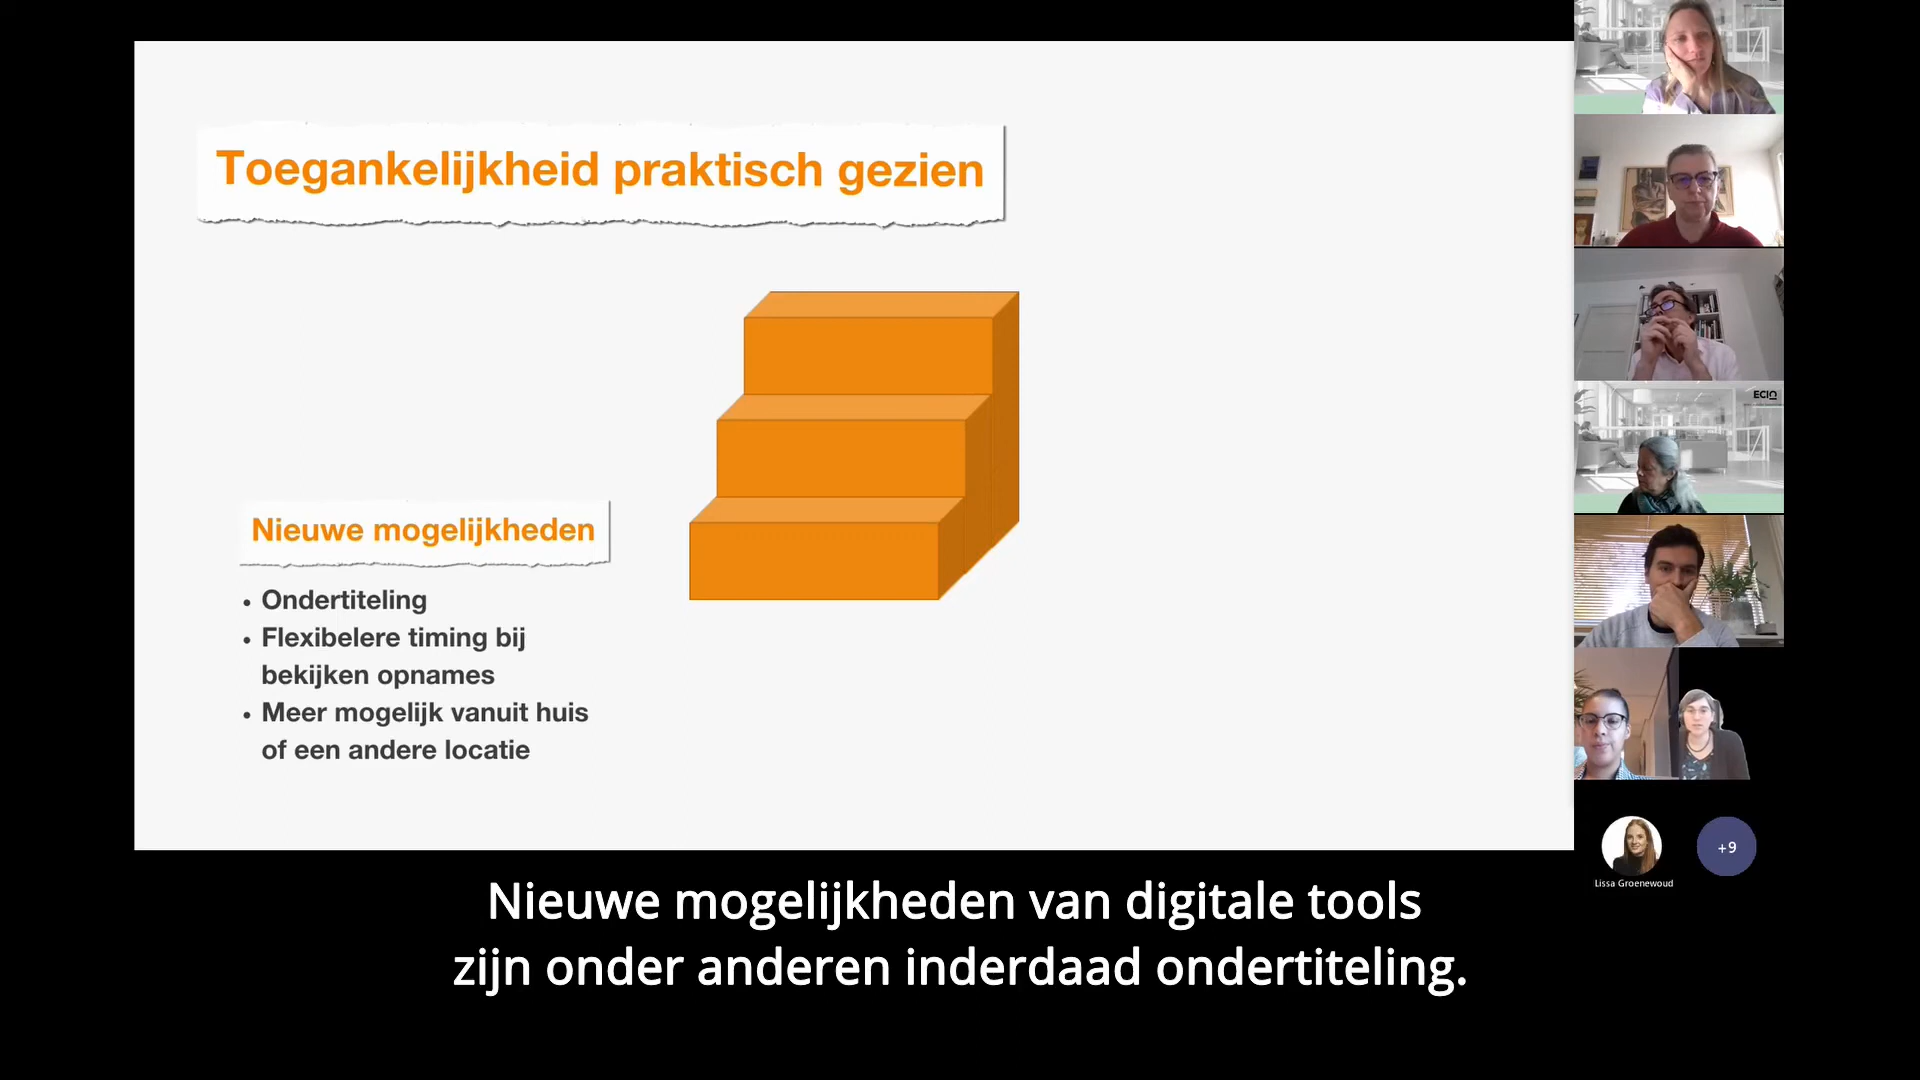 Toegankelijkheid praktisch gezien
Nieuwe mogelijkheden
• Ondertiteling
• Flexibelere timing bij
bekijken opnames
• Meer mogelijk vanuit huis
of een andere locatie
ECIO
+9
Lissa Groenewoud
Nieuwe mogelijkheden van digitale tools
zijn onder anderen inderdaad ondertiteling.